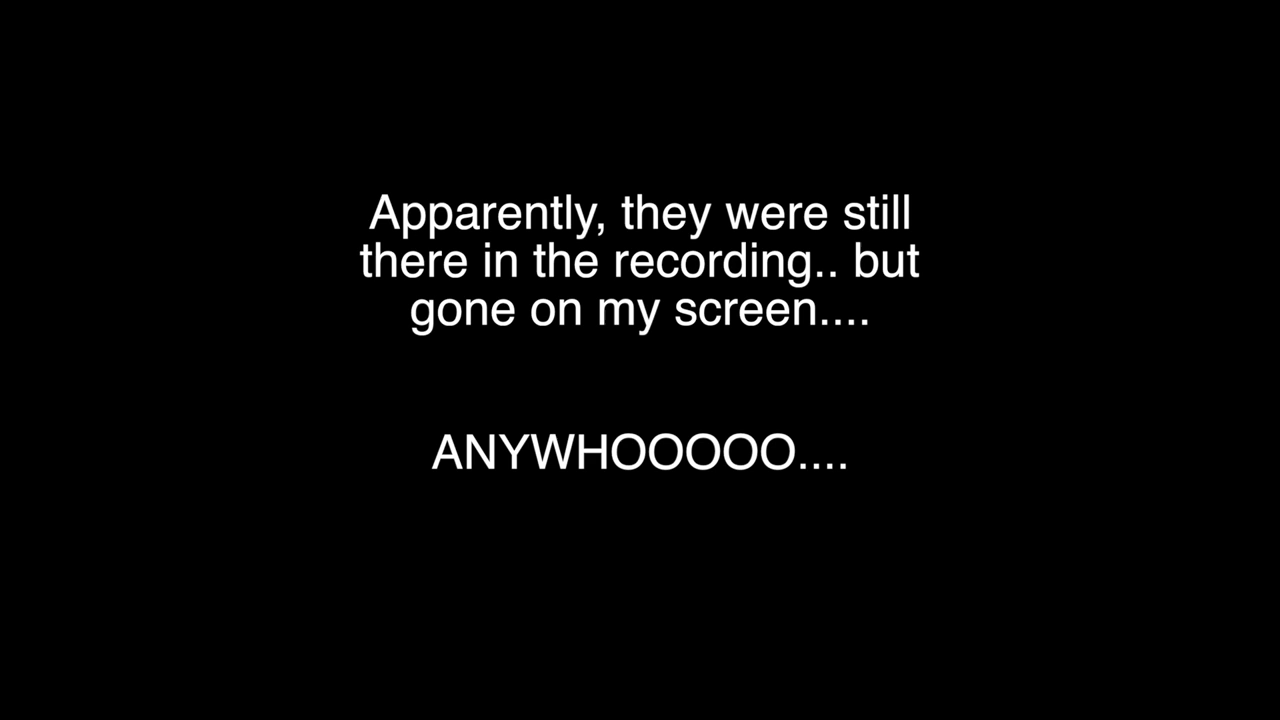 Apparently, they were still
there in the recording.. but
gone on my screen....
ANYWHOOOOO....